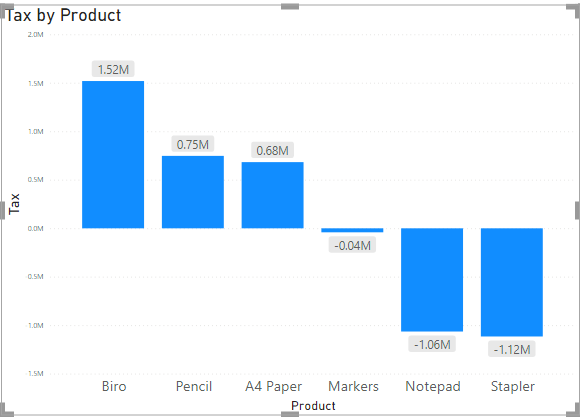 Tax by Product
2.0M
1.5M
1.0M
0.5M
0.0M
0.5M
1.0M
1.5M
Tax
1.52M
0.75M
0.68M
-0.04M
-1.06M
-1.12M
Biro
Pencil
A4 Paper
Markers
Notepad
Stapler
Product